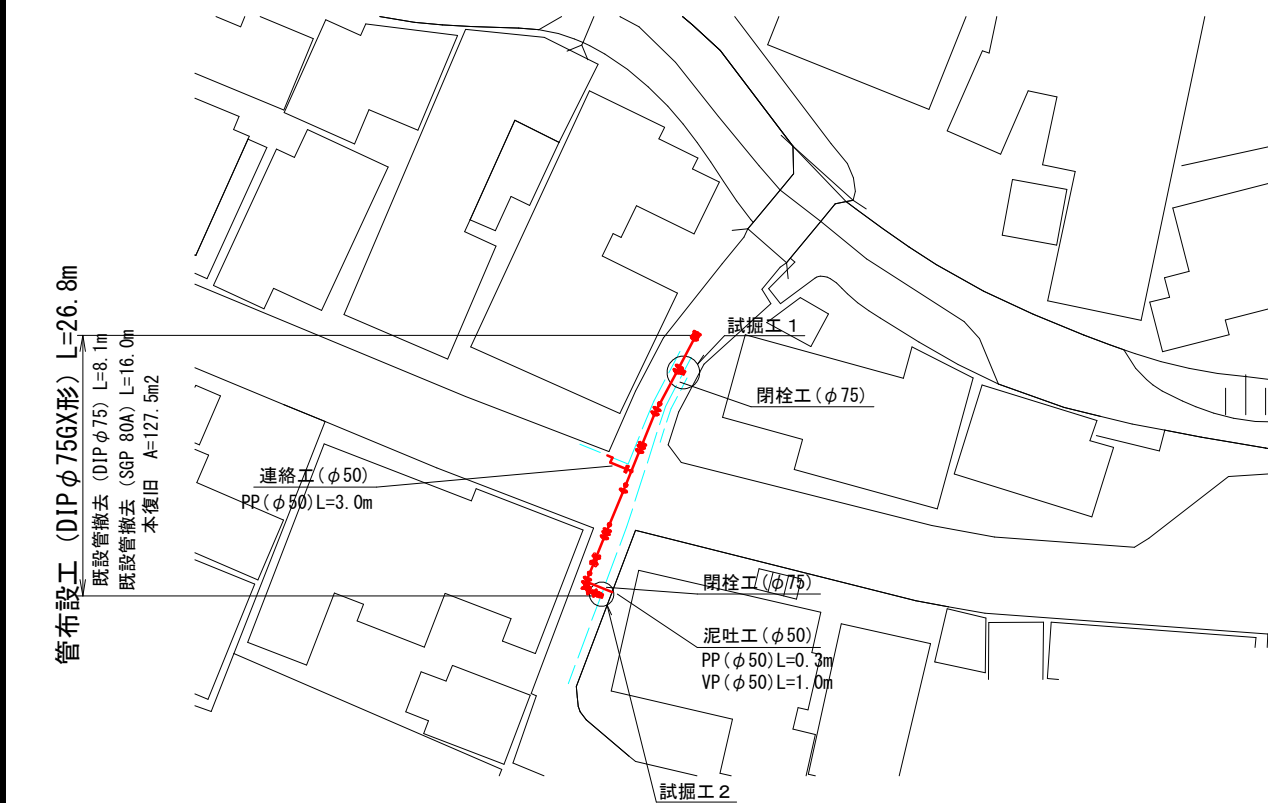 管布設工 (DIPφ75GX形) L=26.8m
既設管撤去 (DIPφ75) L=8.1m
既設管撤去 (SGP 80A) L=16.0m
本復旧 A=127.5m2
試掘工1
閉栓工(φ75)
連絡工(φ50)
PP(φ50)L=3.0m
閉栓工(φ75)
泥吐工(φ50)
PP(φ50)L=0.3m
VP(φ50)L=1.0m
試掘工2